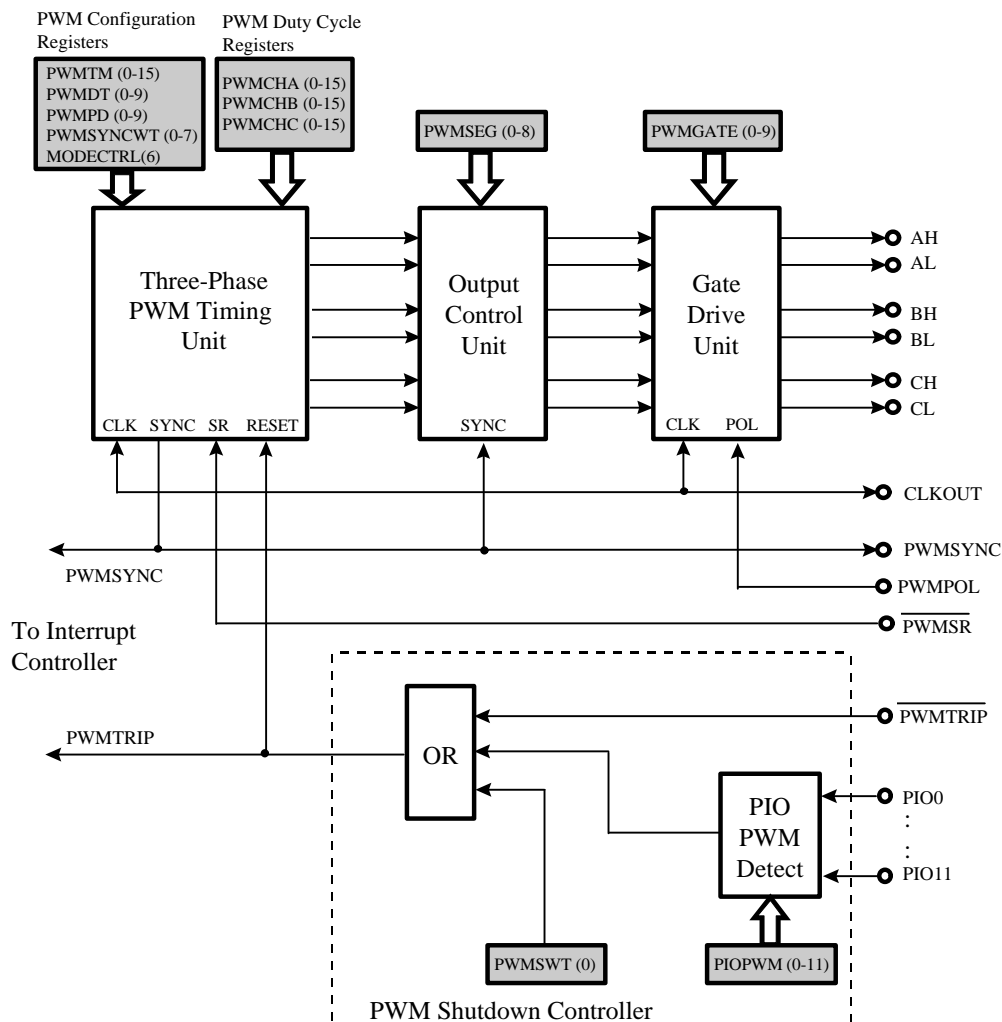 PWM Configuration
Registers
PWM Duty Cycle
Registers
PWMTM (0-15)
PWMDT (0-9)
PWMPD (0-9)
PWMSYNCWT (0-7)
MODECTRL(6)
PWMCHA (0-15)
PWMCHB (0-15)
PWMCHC (0-15)
PWMSEG (0-8)
PWMGATE (0-9)
Three-Phase
PWM Timing
Unit
CLK SYNC SR RESET
Output
Control
Unit
SYNC
Gate
Drive
Unit
CLK POL
AH
AL
BH
BL
CH
CL
CLKOUT
PWMSYNC
PWMSYNC
PWMPOL
PWMSR
To Interrupt
Controller
PWMTRIP
PWMTRIP
OR
PIO
PWM
Detect
PIO0
PIO11
PWMSWT (0)
PIOPWM (0-11)
PWM Shutdown Controller